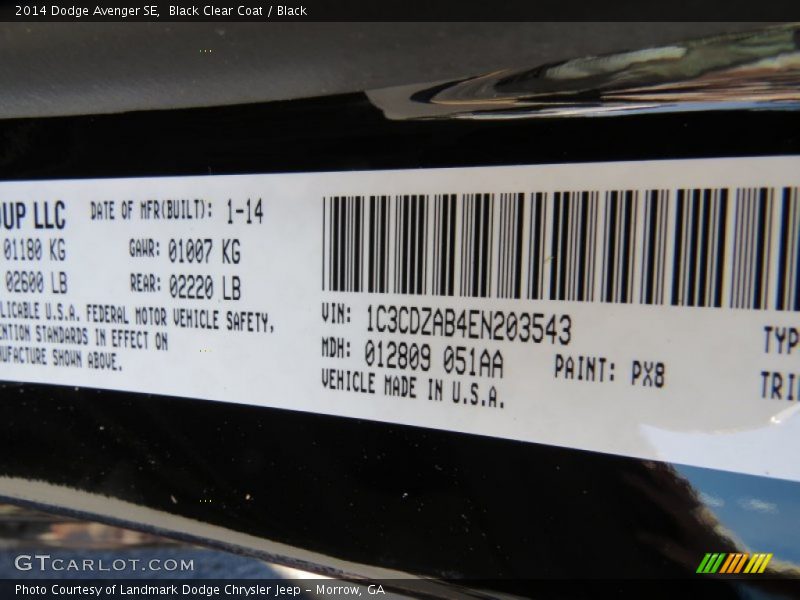 2014 Dodge Avenger SE,  Black Clear Coat / Black
OUP LLC DATE OF MFR(BUILT): 1-14
01180 KG GAWR: 01007 KG
02600 LB REAR: 02220 LB
PLICABLE U.S.A. FEDERAL MOTOR VEHICLE SAFETY,
ENTION STANDARDS IN EFFECT ON
NUFACTURE SHOWN ABOVE.
VIN: 1C3CDZAB4EN203543 TYP
MDH: 012809 051AA PAINT: PX8 TRI
VEHICLE MADE IN U.S.A.
GTCARLOT.COM
Photo Courtesy of Landmark Dodge Chrysler Jeep - Morrow, GA